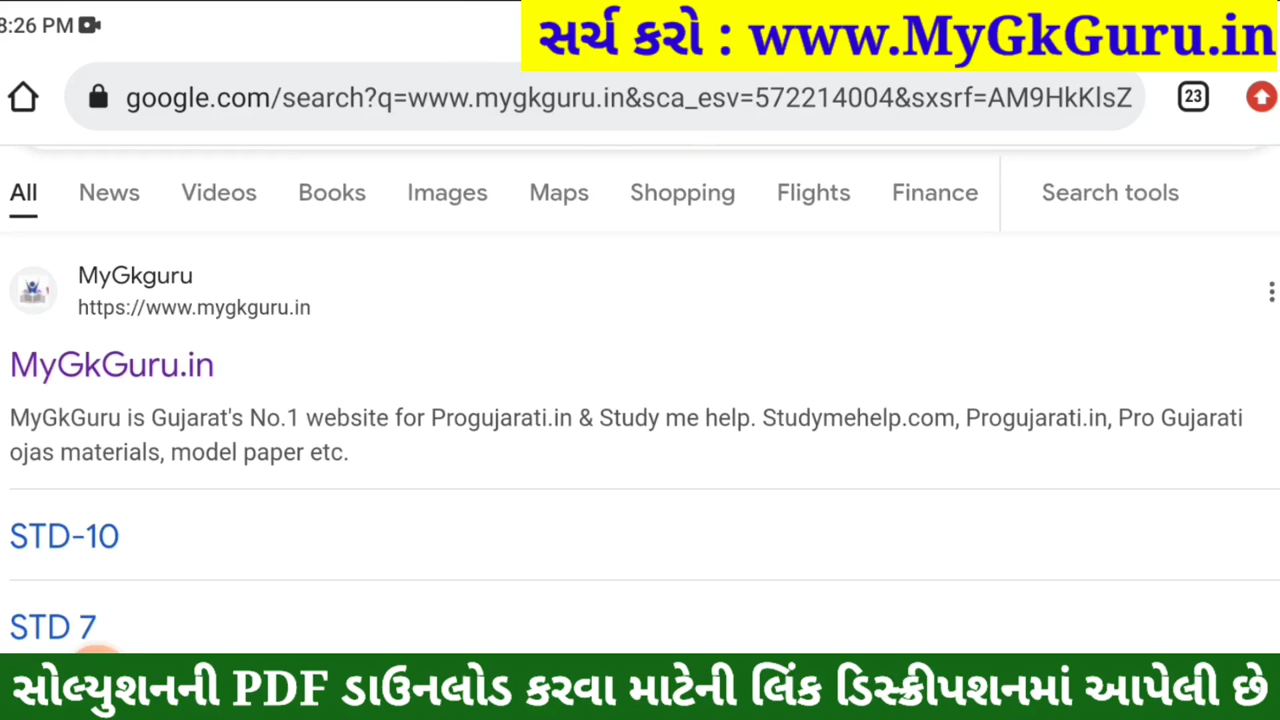 8:26 PM
સર્ચ કરો : www.MyGkGuru.in
google.com/search?q=www.mygkguru.in&sca_esv=572214004&sxsrf=AM9HkKlsZ
23
All News Videos Books Images Maps Shopping Flights Finance Search tools
MyGkguru
https://www.mygkguru.in
MyGkGuru.in
MyGkGuru is Gujarat's No.1 website for Progujarati.in & Study me help. Studymehelp.com, Progujarati.in, Pro Gujarati
ojas materials, model paper etc.
STD-10
STD 7
સોલ્યુશનની PDF ડાઉનલોડ કરવા માટેની લિંક ડિસ્ક્રીપશનમાં આપેલી છે